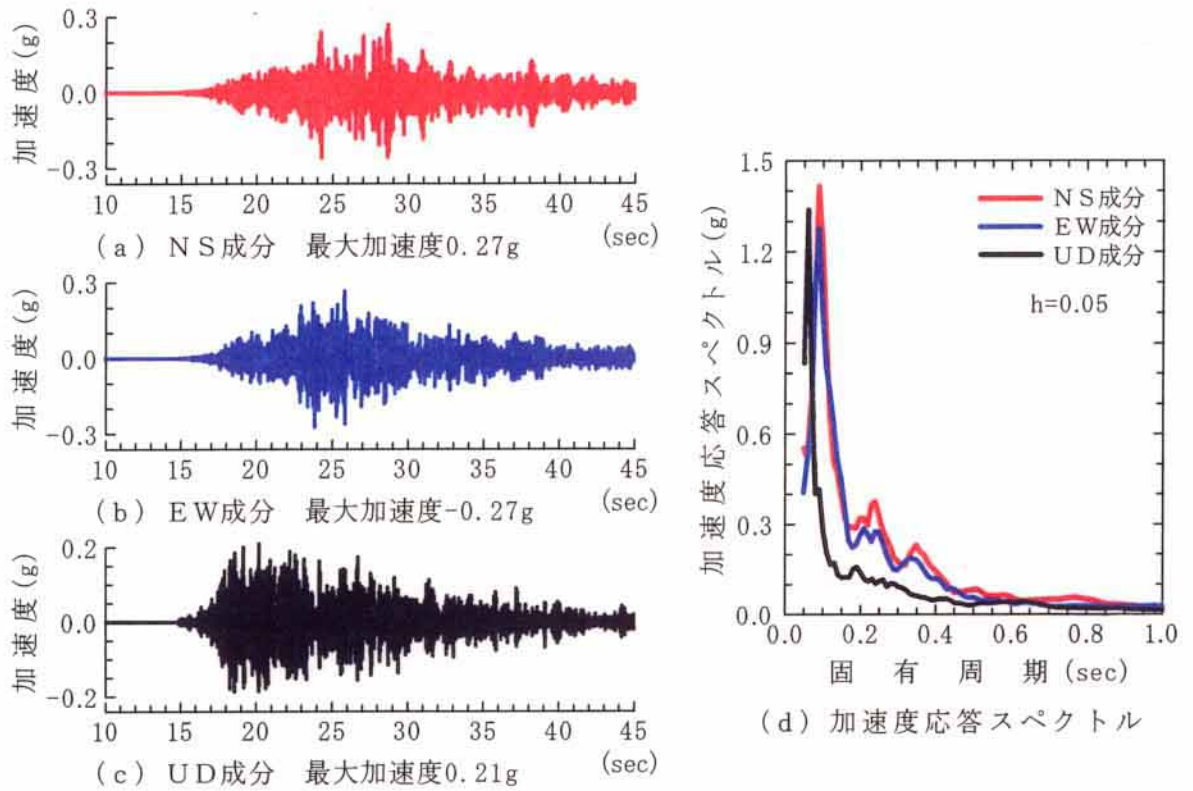 0.3
0.0
-0.3
加速度(g)
10 15 20 25 30 35 40 45
(a) NS成分 最大加速度0.27g (sec)
0.3
0.0
-0.3
加速度(g)
10 15 20 25 30 35 40 45
(b) EW成分 最大加速度-0.27g (sec)
0.2
0.0
-0.2
加速度(g)
10 15 20 25 30 35 40 45
(c) UD成分 最大加速度0.21g (sec)
1.5
1.2
0.9
0.6
0.3
0.0
加速度応答スペクトル(g)
NS成分
EW成分
UD成分
h=0.05
0.0 0.2 0.4 0.6 0.8 1.0
固有周期(sec)
(d) 加速度応答スペクトル